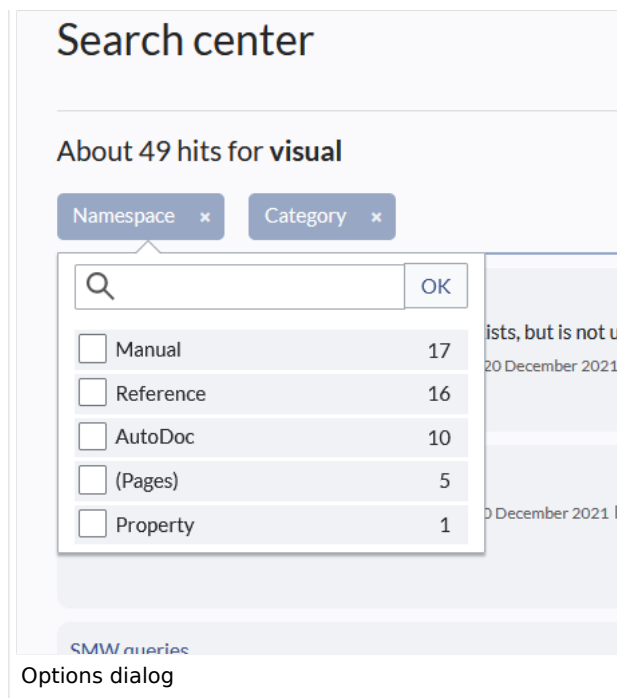 Search center
About 49 hits for visual
Namespace × Category ×
OK
ists, but is not u
Manual 17
20 December 2021
Reference 16
AutoDoc 10
(Pages) 5
Property 1
December 2021
SMW queries
Options dialog